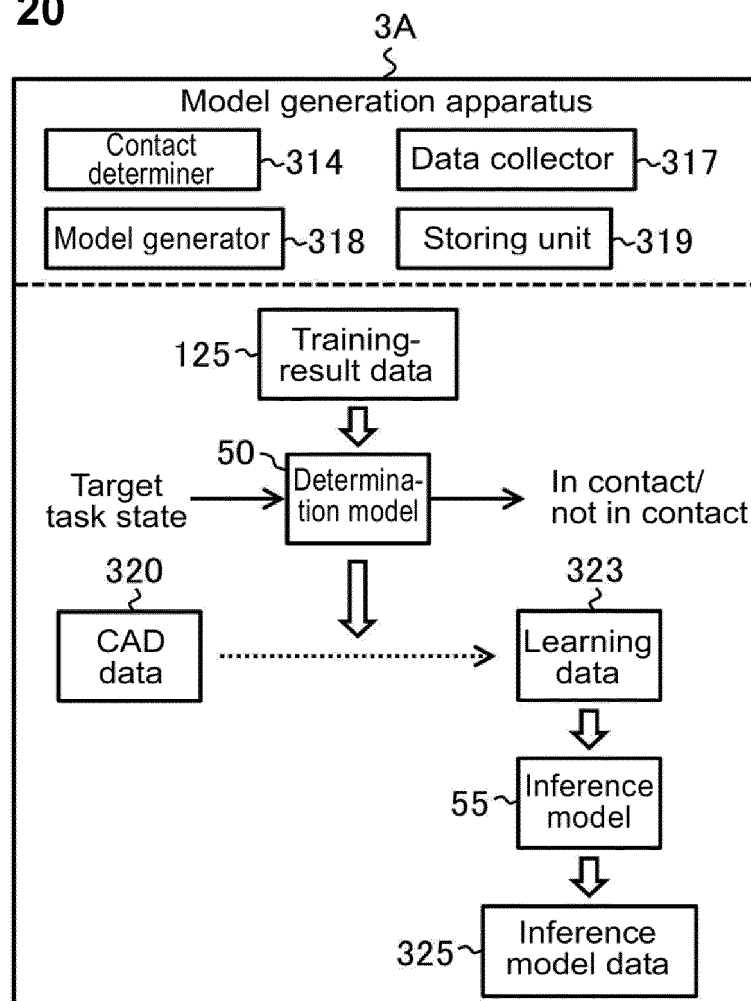 20
3A
Model generation apparatus
Contact
determiner
314
Data collector
317
Model generator
318
Storing unit
319
125
Training-
result data
50
Target
task state
Determina-
tion model
In contact/
not in contact
320
CAD
data
323
Learning
data
55
Inference
model
325
Inference
model data